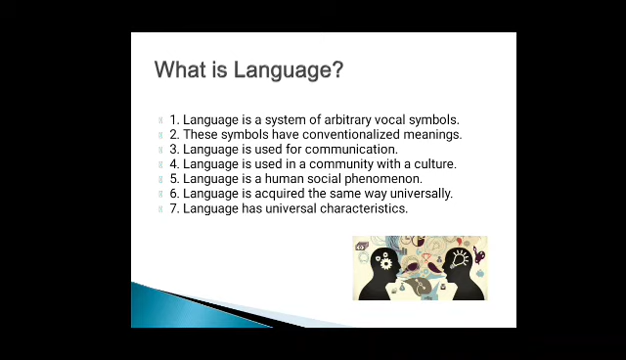 What is Language?
1. Language is a system of arbitrary vocal symbols.
2. These symbols have conventionalized meanings.
3. Language is used for communication.
4. Language is used in a community with a culture.
5. Language is a human social phenomenon.
6. Language is acquired the same way universally.
7. Language has universal characteristics.